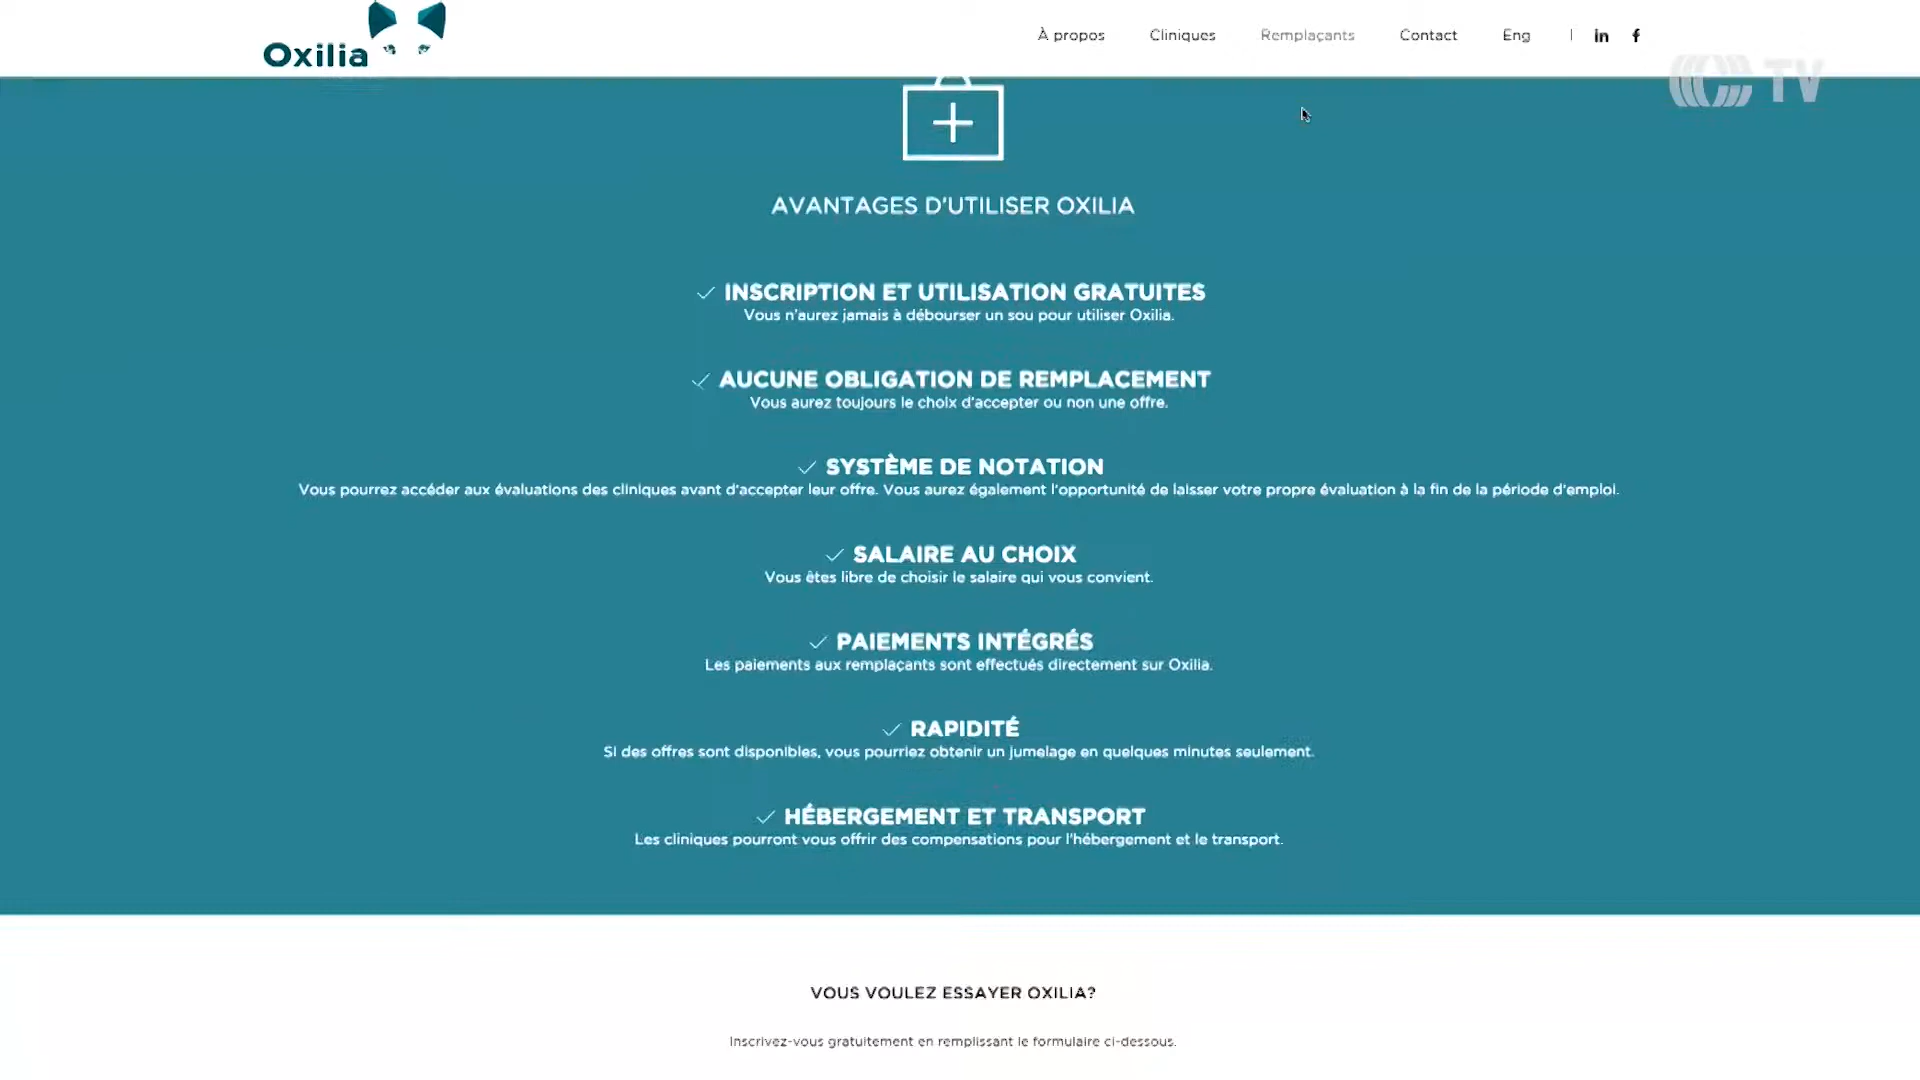 Oxilia
À propos
Cliniques
Remplaçants
Contact
Eng
|
in
f
TV
AVANTAGES D'UTILISER OXILIA
INSCRIPTION ET UTILISATION GRATUITES
Vous n'aurez jamais à débourser un sou pour utiliser Oxilia.
AUCUNE OBLIGATION DE REMPLACEMENT
Vous aurez toujours le choix d'accepter ou non une offre.
SYSTÈME DE NOTATION
Vous pourrez accéder aux évaluations des cliniques avant d'accepter leur offre. Vous aurez également l'opportunité de laisser votre propre évaluation à la fin de la période d'emploi.
SALAIRE AU CHOIX
Vous êtes libre de choisir le salaire qui vous convient.
PAIEMENTS INTÉGRÉS
Les paiements aux remplaçants sont effectués directement sur Oxilia.
RAPIDITÉ
Si des offres sont disponibles, vous pourriez obtenir un jumelage en quelques minutes seulement.
HÉBERGEMENT ET TRANSPORT
Les cliniques pourront vous offrir des compensations pour l'hébergement et le transport.
VOUS VOULEZ ESSAYER OXILIA?
Inscrivez-vous gratuitement en remplissant le formulaire ci-dessous.